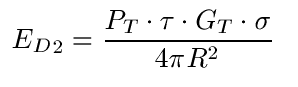 E_{D2} = \frac{P_T \cdot \tau \cdot G_T \cdot \sigma}{4\pi R^2}